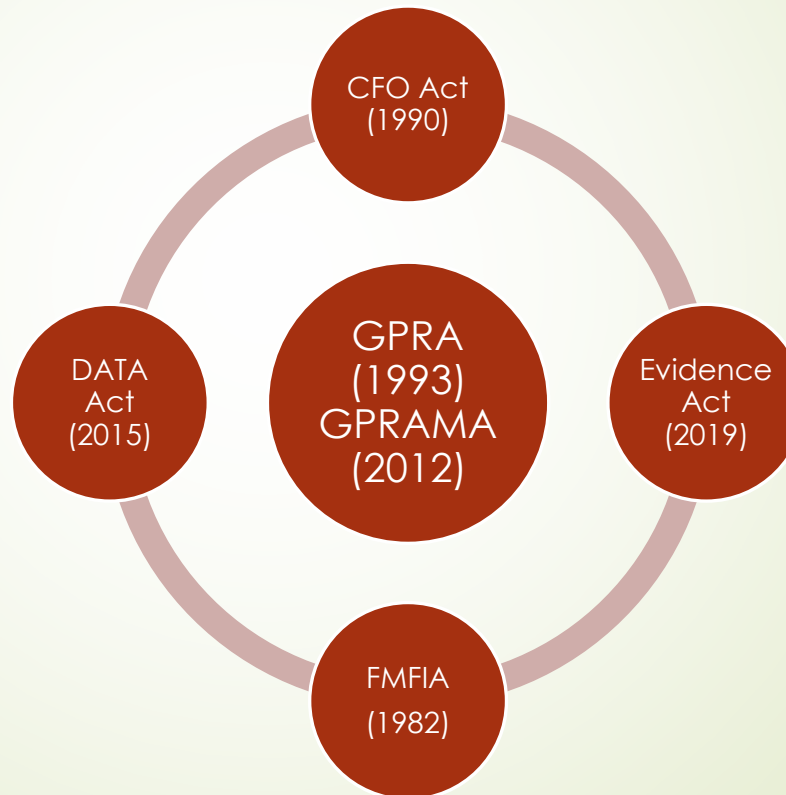 CFO Act
(1990)
GPRA
(1993)
GPRAMA
(2012)
DATA
Act
(2015)
Evidence
Act
(2019)
FMFIA
(1982)